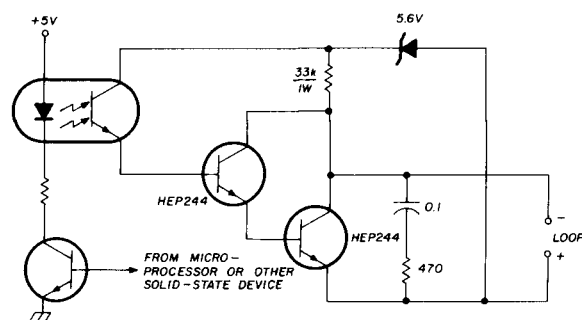 +5V
5.6V
33k
1W
HEP244
HEP244
0.1
470
-
LOOP
+
FROM MICRO-
PROCESSOR OR OTHER
SOLID-STATE DEVICE